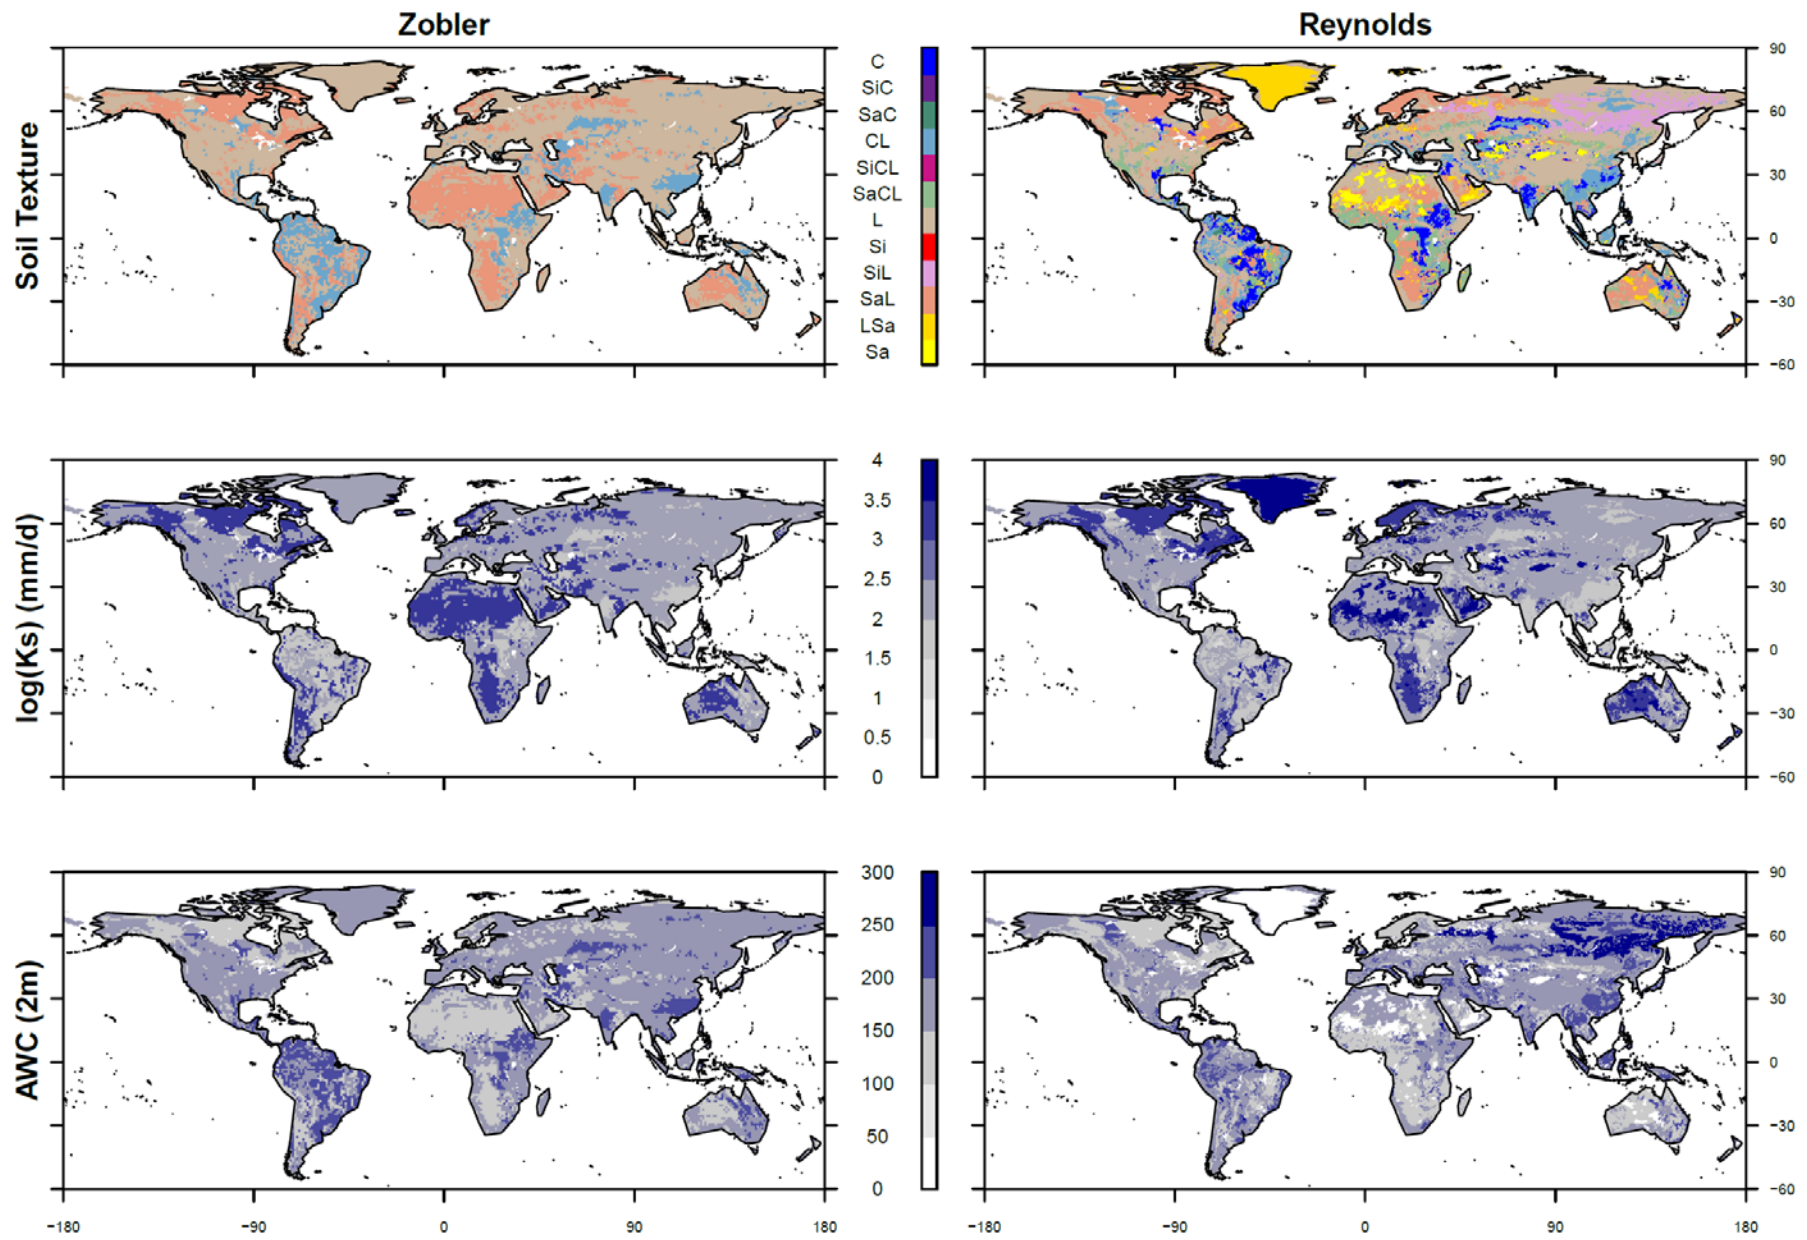 Zobler
Reynolds
Soil Texture
C
SiC
SaC
CL
SiCL
SaCL
L
Si
SiL
SaL
LSa
Sa
90
60
30
0
−30
−60
log(Ks) (mm/d)
4
3.5
3
2.5
2
1.5
1
0.5
0
90
60
30
0
−30
−60
AWC (2m)
300
250
200
150
100
50
0
90
60
30
0
−30
−60
−180 −90 0 90 180
−180 −90 0 90 180